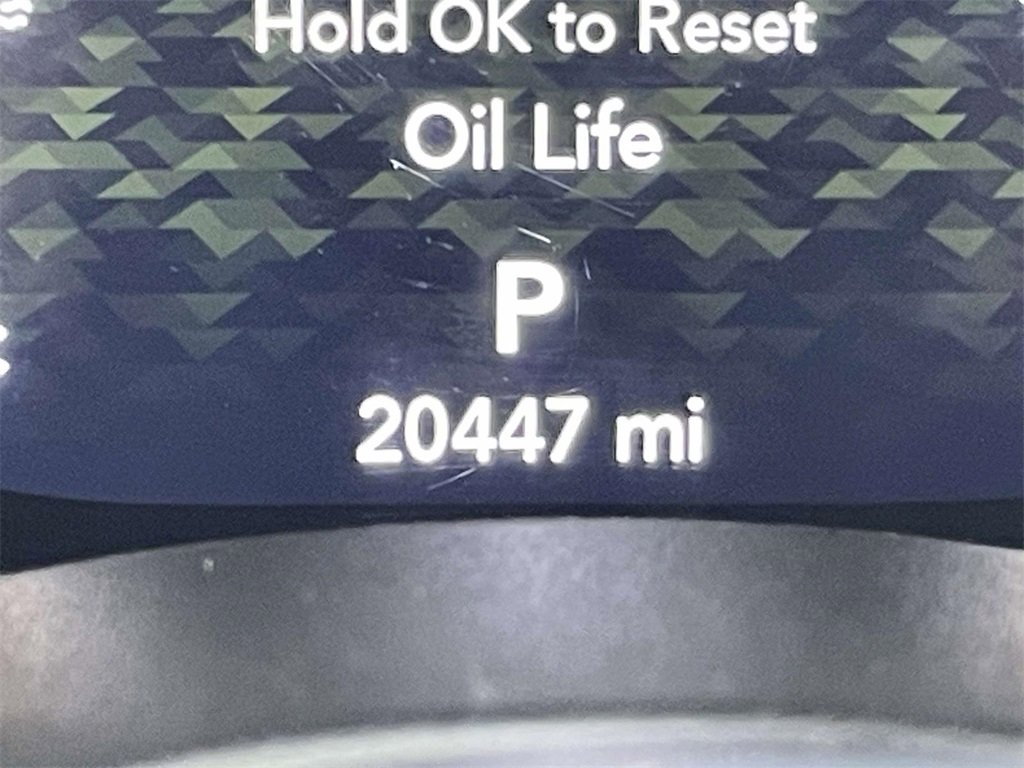 Hold OK to Reset
Oil Life
P
20447 mi